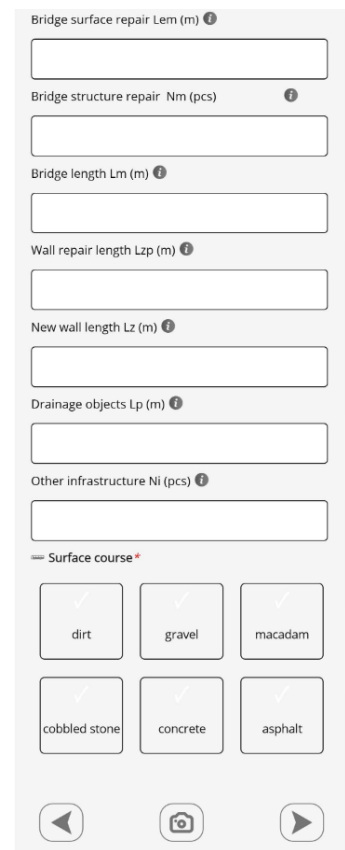 Bridge surface repair Lem (m)
Bridge structure repair Nm (pcs)
Bridge length Lm (m)
Wall repair length Lzp (m)
New wall length Lz (m)
Drainage objects Lp (m)
Other infrastructure Ni (pcs)
Surface course*
dirt gravel macadam
cobbled stone concrete asphalt